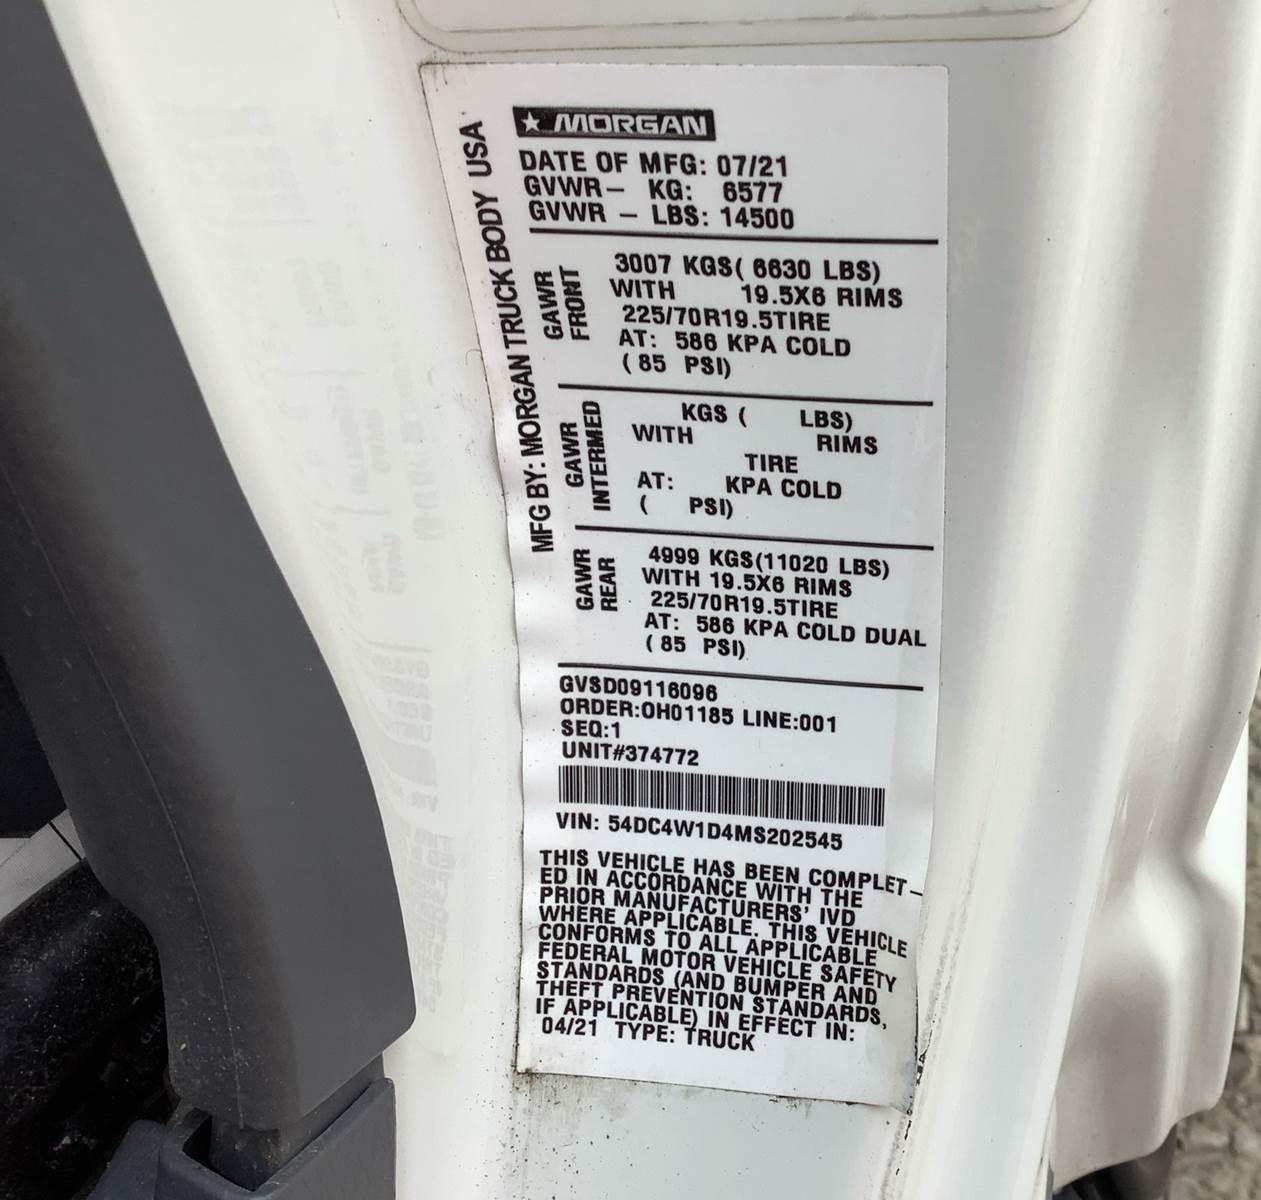 MORGAN
MFG BY: MORGAN TRUCK BODY USA
DATE OF MFG: 07/21
GVWR- KG: 6577
GVWR - LBS: 14500
GAWR
FRONT
3007 KGS( 6630 LBS)
WITH 19.5X6 RIMS
225/70R19.5TIRE
AT: 586 KPA COLD
( 85 PSI)
GAWR
INTERMED
KGS ( LBS)
WITH RIMS
TIRE
AT: KPA COLD
( PSI)
GAWR
REAR
4999 KGS(11020 LBS)
WITH 19.5X6 RIMS
225/70R19.5TIRE
AT: 586 KPA COLD DUAL
( 85 PSI)
GVSD09116096
ORDER:OH01185 LINE:001
SEQ:1
UNIT#374772
VIN: 54DC4W1D4MS202545
THIS VEHICLE HAS BEEN COMPLET-
ED IN ACCORDANCE WITH THE
PRIOR MANUFACTURERS' IVD
WHERE APPLICABLE. THIS VEHICLE
CONFORMS TO ALL APPLICABLE
FEDERAL MOTOR VEHICLE SAFETY
STANDARDS (AND BUMPER AND
THEFT PREVENTION STANDARDS,
IF APPLICABLE) IN EFFECT IN:
04/21 TYPE: TRUCK